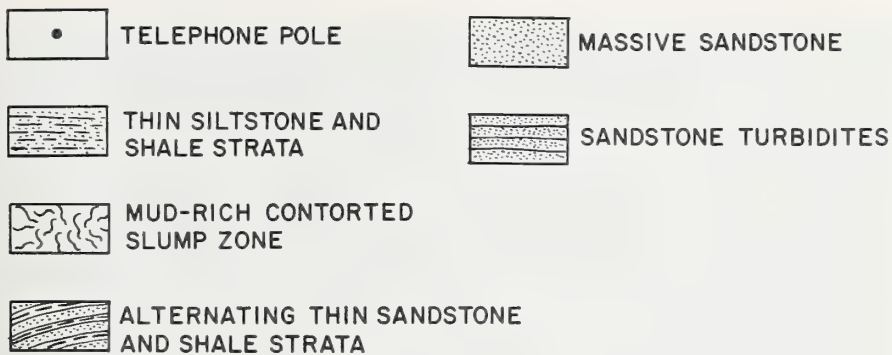 TELEPHONE POLE
THIN SILTSTONE AND
SHALE STRATA
MUD-RICH CONTORTED
SLUMP ZONE
ALTERNATING THIN SANDSTONE
AND SHALE STRATA
MASSIVE SANDSTONE
SANDSTONE TURBIDITES